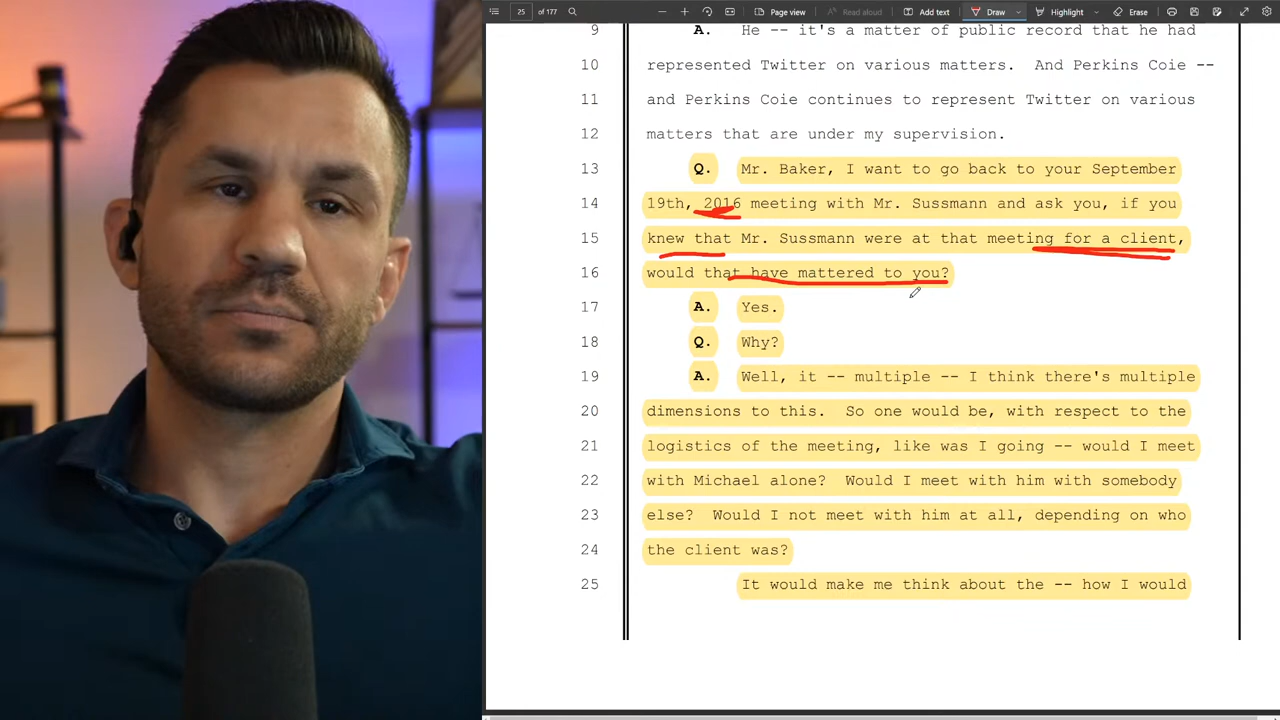 25 of 177 Page view Read aloud Add text Draw Highlight Erase
9 A. He -- it's a matter of public record that he had
10 represented Twitter on various matters. And Perkins Coie --
11 and Perkins Coie continues to represent Twitter on various
12 matters that are under my supervision.
13 Q. Mr. Baker, I want to go back to your September
14 19th, 2016 meeting with Mr. Sussmann and ask you, if you
15 knew that Mr. Sussmann were at that meeting for a client,
16 would that have mattered to you?
17 A. Yes.
18 Q. Why?
19 A. Well, it -- multiple -- I think there's multiple
20 dimensions to this. So one would be, with respect to the
21 logistics of the meeting, like was I going -- would I meet
22 with Michael alone? Would I meet with him with somebody
23 else? Would I not meet with him at all, depending on who
24 the client was?
25 It would make me think about the -- how I would